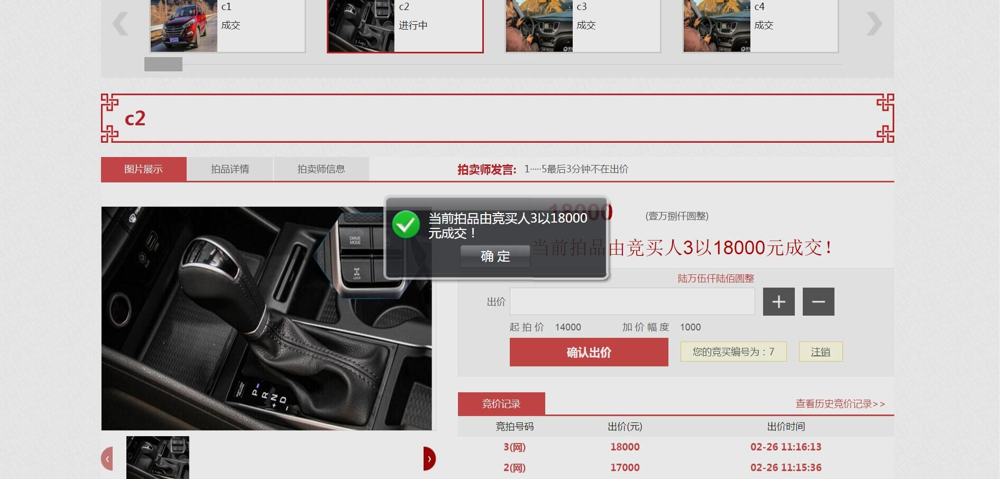 c1
成交
c2
进行中
c3
成交
c4
成交
c2
图片展示
拍品详情
拍卖师信息
拍卖师发言:
1·····5最后3分钟不在出价
18000
(壹万捌仟圆整)
当前拍品由竞买人3以18000
元成交！
确 定
当前拍品由竞买人3以18000元成交！
陆万伍仟陆佰圆整
出价
起 拍 价 14000
加 价 幅 度 1000
确认出价
您的竞买编号为：7
注销
DRIVE MODE
LOCK
P R N D
+ -
竞价记录
查看历史竞价记录>>
竞拍号码 出价(元) 出价时间
3(网) 18000 02-26 11:16:13
2(网) 17000 02-26 11:15:36